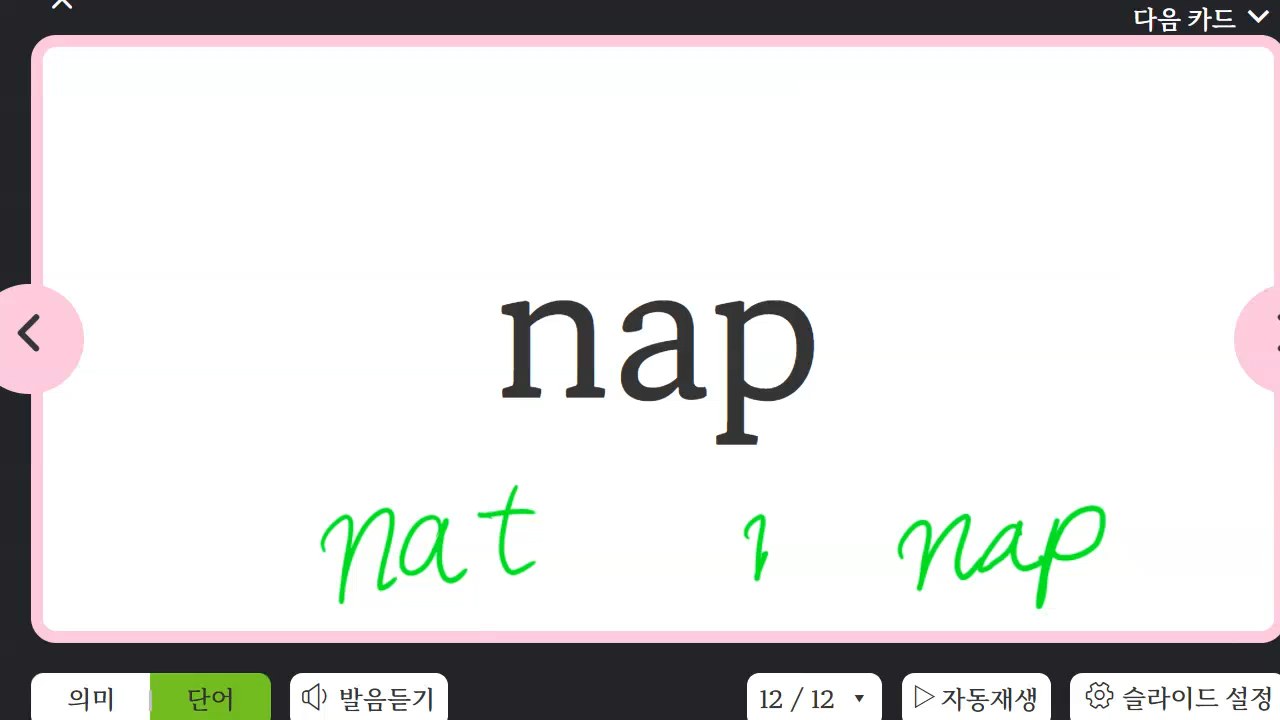 다음 카드
nap
nat nap
의미 단어 발음듣기 12 / 12 자동재생 슬라이드 설정